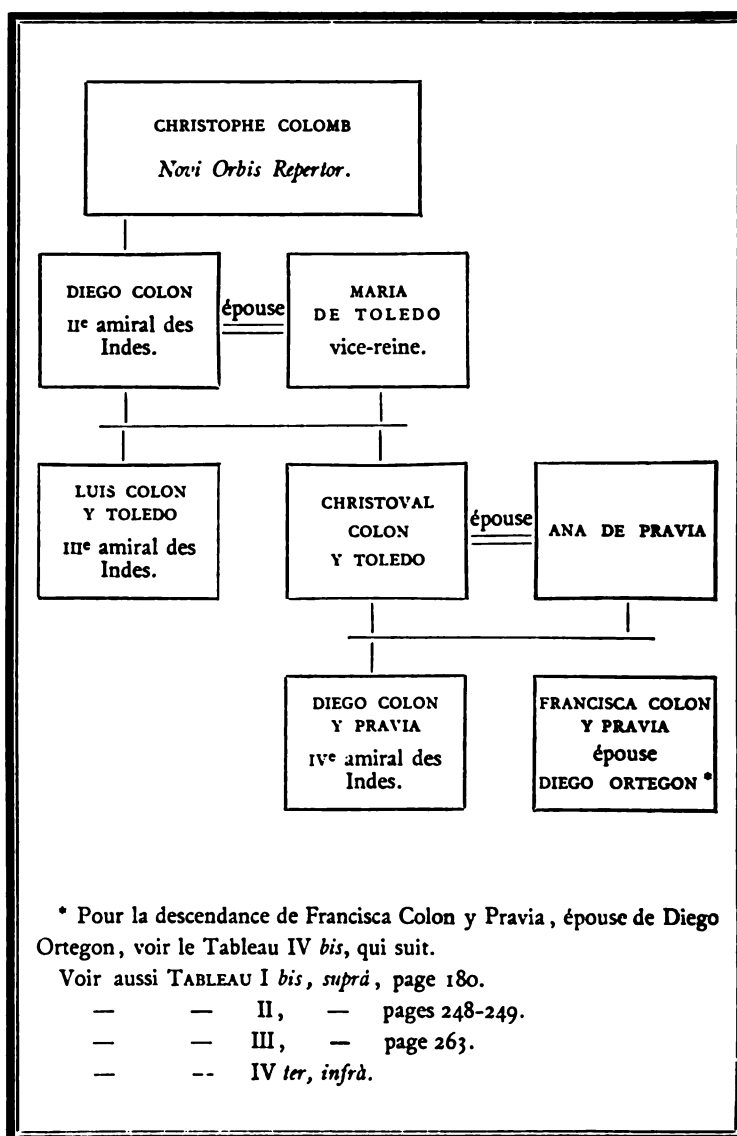 CHRISTOPHE COLOMB
Novi Orbis Repertor.
DIEGO COLON
IIe amiral des
Indes.
épouse
MARIA
DE TOLEDO
vice-reine.
LUIS COLON
Y TOLEDO
IIIe amiral des
Indes.
CHRISTOVAL
COLON
Y TOLEDO
épouse
ANA DE PRAVIA
DIEGO COLON
Y PRAVIA
IVe amiral des
Indes.
FRANCISCA COLON
Y PRAVIA
épouse
DIEGO ORTEGON *
* Pour la descendance de Francisca Colon y Pravia, épouse de Diego
Ortegon, voir le Tableau IV bis, qui suit.
Voir aussi TABLEAU I bis, suprà, page 180.
— — II, — pages 248-249.
— — III, — page 263.
— -- IV ter, infrà.